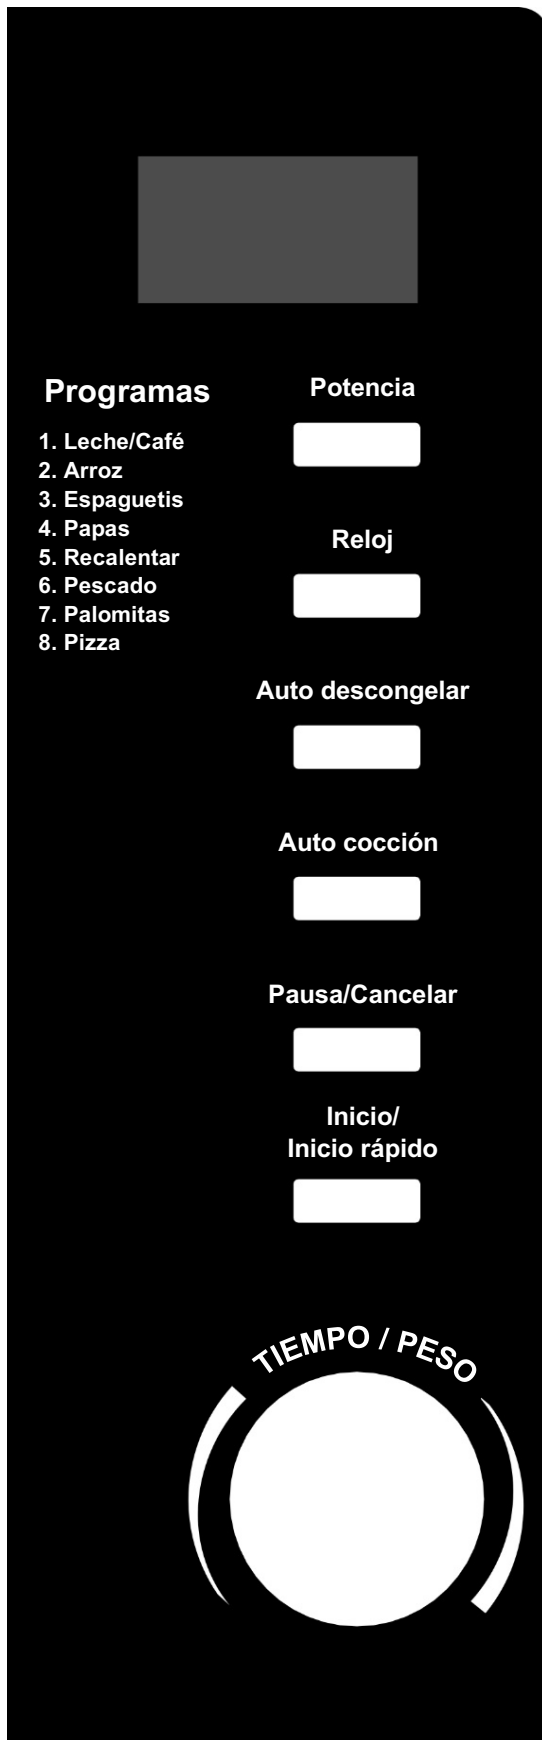 Programas
1. Leche/Café
2. Arroz
3. Espaguetis
4. Papas
5. Recalentar
6. Pescado
7. Palomitas
8. Pizza
Potencia
Reloj
Auto descongelar
Auto cocción
Pausa/Cancelar
Inicio/
Inicio rápido
TIEMPO / PESO